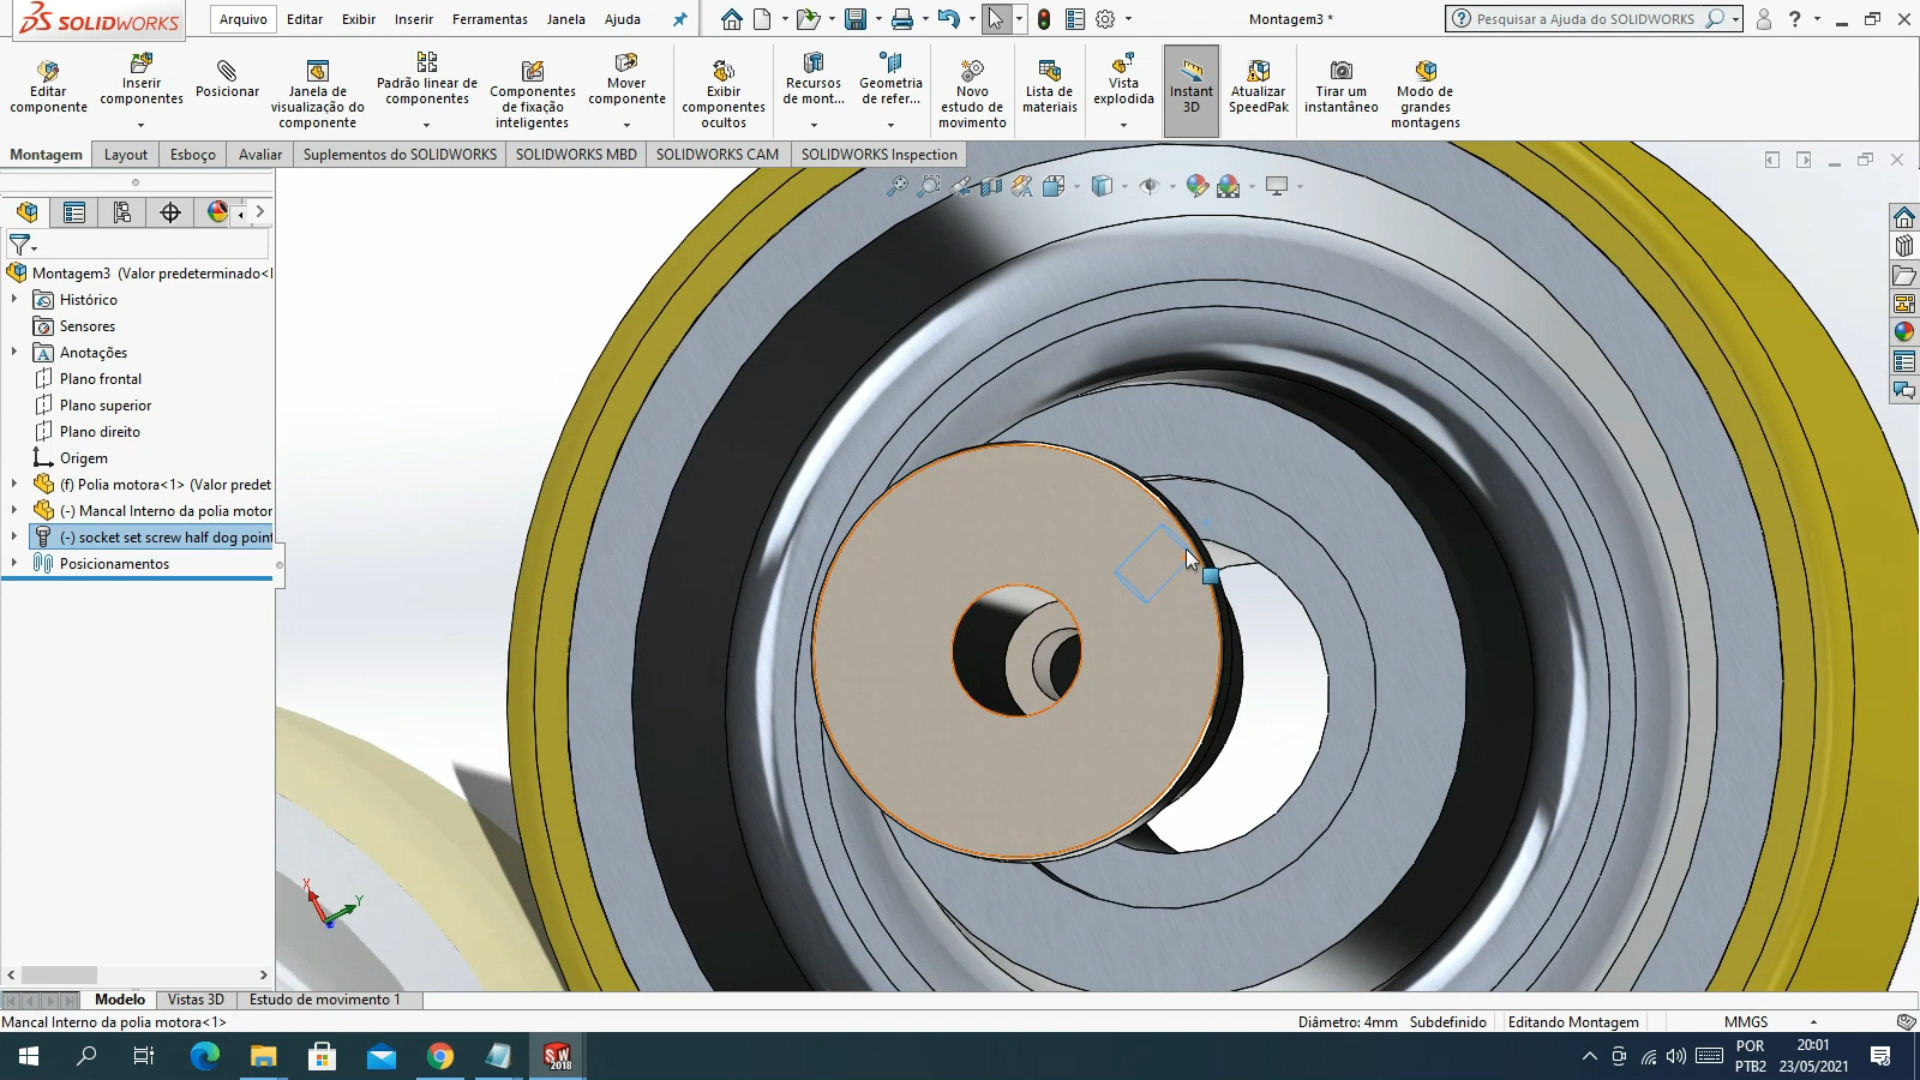 SOLIDWORKS
Arquivo
Editar
Exibir
Inserir
Ferramentas
Janela
Ajuda
Montagem3 *
Pesquisar a Ajuda do SOLIDWORKS
Editar
componente
Inserir
componentes
Posicionar
Janela de
visualização do
componente
Padrão linear de
componentes
Componentes
de fixação
inteligentes
Mover
componente
Exibir
componentes
ocultos
Recursos
de mont...
Geometria
de refer...
Novo
estudo de
movimento
Lista de
materiais
Vista
explodida
Instant
3D
Atualizar
SpeedPak
Tirar um
instantâneo
Modo de
grandes
montagens
Montagem
Layout
Esboço
Avaliar
Suplementos do SOLIDWORKS
SOLIDWORKS MBD
SOLIDWORKS CAM
SOLIDWORKS Inspection
Montagem3 (Valor predeterminado<
Histórico
Sensores
Anotações
Plano frontal
Plano superior
Plano direito
Origem
(f) Polia motora<1> (Valor predet
(-) Mancal Interno da polia motor
(-) socket set screw half dog point
Posicionamentos
X
Y
Modelo
Vistas 3D
Estudo de movimento 1
Mancal Interno da polia motora<1>
Diâmetro: 4mm
Subdefinido
Editando Montagem
MMGS
SW
2018
POR
PTB2
20:01
23/05/2021